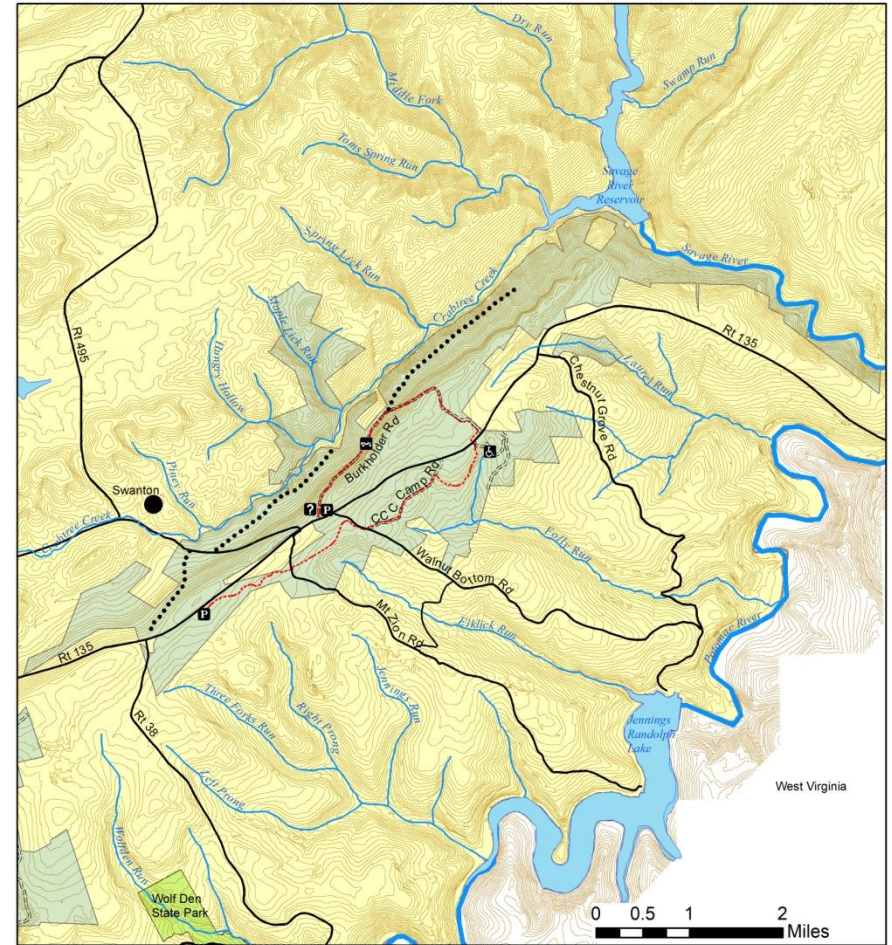 Dry Run
Swamp Run
Middle Fork
Toms Spring Run
Savage
River
Reservoir
Spring Lick Run
Savage River
Crabtree Creek
Maple Lick Run
Rt 495
Rt 135
Hungry Hollow
Laurel Run
Chestnut Grove Rd
Burkholder Rd
Piney Run
Swanton
CCC Camp Rd
?
P
Crabtree Creek
Folly Run
Walnut Bottom Rd
P
Mt Zion Rd
Elklick Run
Potomac River
Rt 135
Jennings Run
Three Forks Run
Right Prong
Rt 38
Jennings
Randolph
Lake
Left Prong
West Virginia
Wolfden Run
Wolf Den
State Park
0 0.5 1 2
Miles